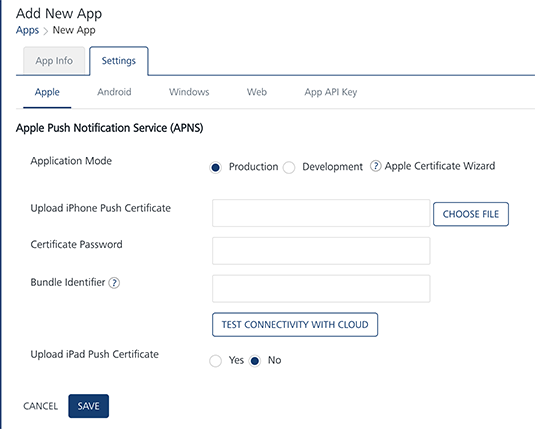 Add New App
Apps > New App
App Info Settings
Apple Android Windows Web App API Key
Apple Push Notification Service (APNS)
Application Mode Production Development ? Apple Certificate Wizard
Upload iPhone Push Certificate CHOOSE FILE
Certificate Password
Bundle Identifier ?
TEST CONNECTIVITY WITH CLOUD
Upload iPad Push Certificate Yes No
CANCEL SAVE